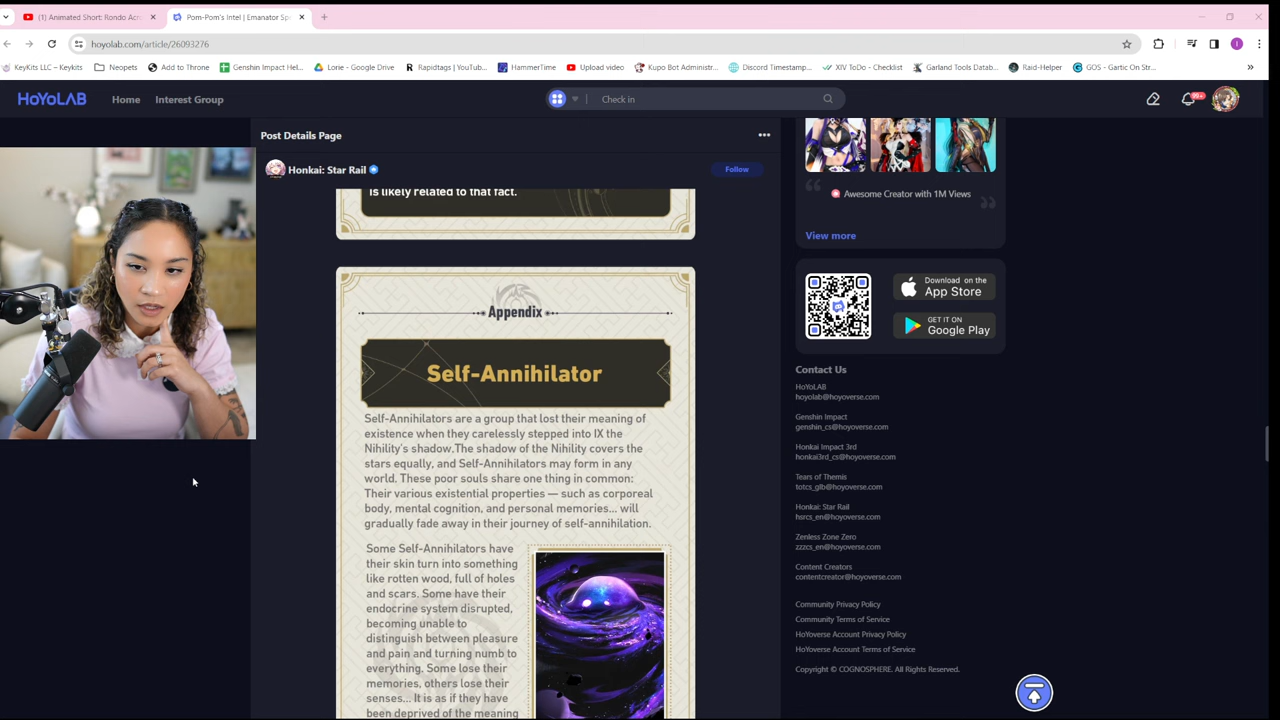 (1) Animated Short: Rondo Acro
Pom-Pom's Intel | Emanator Spe
hoyolab.com/article/26093276
KeyKits LLC – Keykits
Neopets
Add to Throne
Genshin Impact Hel...
Lorie - Google Drive
Rapidtags | YouTub...
HammerTime
Upload video
Kupo Bot Administr...
Discord Timestamp...
XIV ToDo - Checklist
Garland Tools Datab...
Raid-Helper
GOS - Gartic On Str...
HoYoLAB
Home
Interest Group
Check in
99+
Post Details Page
Honkai: Star Rail
Follow
is likely related to that fact.
Appendix
Self-Annihilator
Self-Annihilators are a group that lost their meaning of
existence when they carelessly stepped into IX the
Nihility's shadow.The shadow of the Nihility covers the
stars equally, and Self-Annihilators may form in any
world. These poor souls share one thing in common:
Their various existential properties — such as corporeal
body, mental cognition, and personal memories... will
gradually fade away in their journey of self-annihilation.
Some Self-Annihilators have
their skin turn into something
like rotten wood, full of holes
and scars. Some have their
endocrine system disrupted,
becoming unable to
distinguish between pleasure
and pain and turning numb to
everything. Some lose their
memories, others lose their
senses... It is as if they have
been deprived of the meaning
Awesome Creator with 1M Views
View more
Download on the
App Store
GET IT ON
Google Play
Contact Us
HoYoLAB
hoyolab@hoyoverse.com
Genshin Impact
genshin_cs@hoyoverse.com
Honkai Impact 3rd
honkai3rd_cs@hoyoverse.com
Tears of Themis
totcs_glb@hoyoverse.com
Honkai: Star Rail
hsrcs_en@hoyoverse.com
Zenless Zone Zero
zzzcs_en@hoyoverse.com
Content Creators
contentcreator@hoyoverse.com
Community Privacy Policy
Community Terms of Service
HoYoverse Account Privacy Policy
HoYoverse Account Terms of Service
Copyright © COGNOSPHERE. All Rights Reserved.